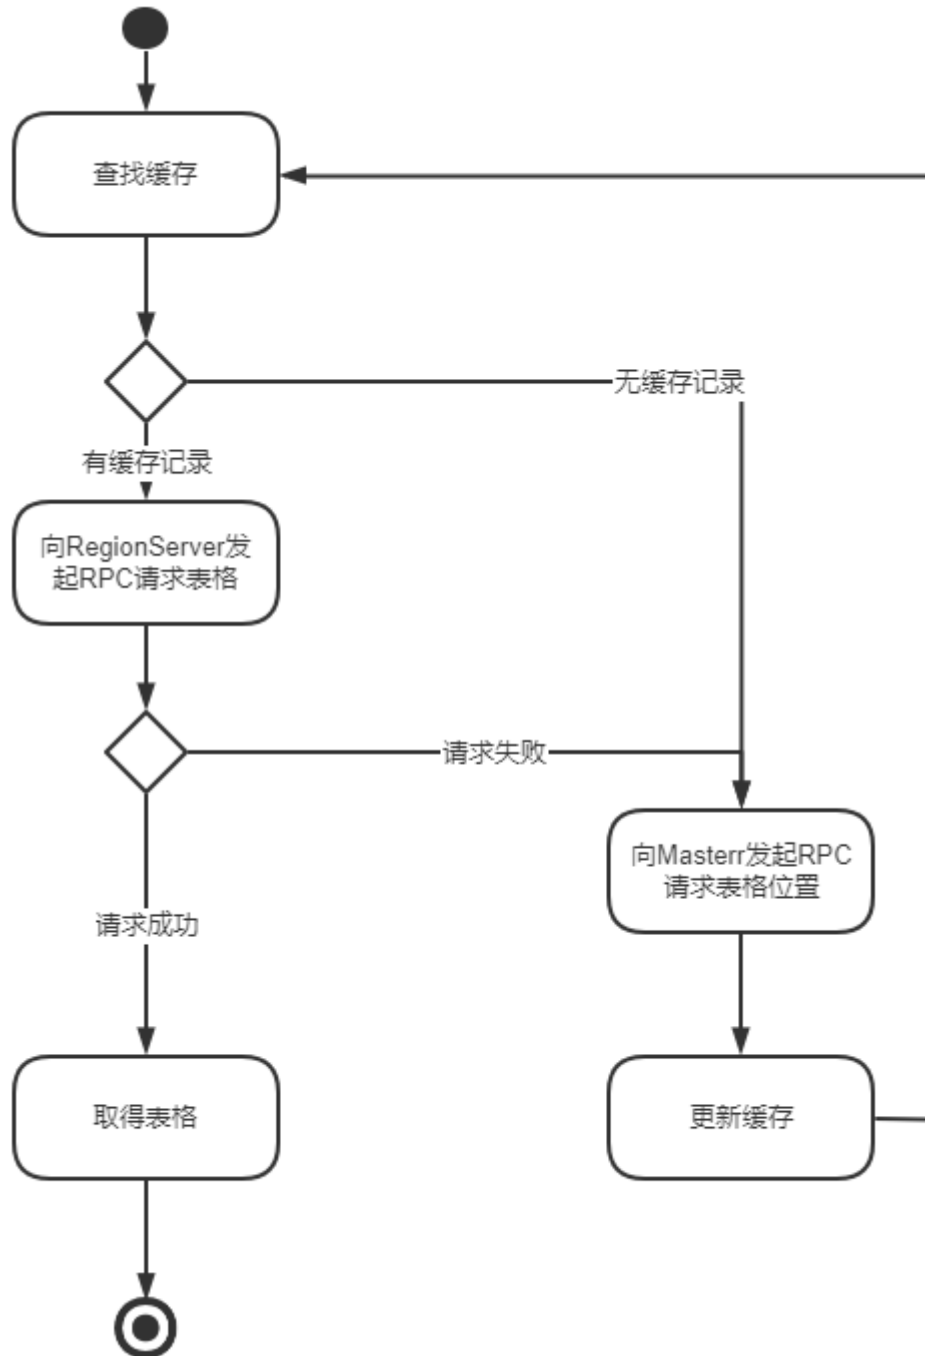 查找缓存
无缓存记录
有缓存记录
向RegionServer发
起RPC请求表格
请求失败
向Masterr发起RPC
请求表格位置
请求成功
取得表格
更新缓存